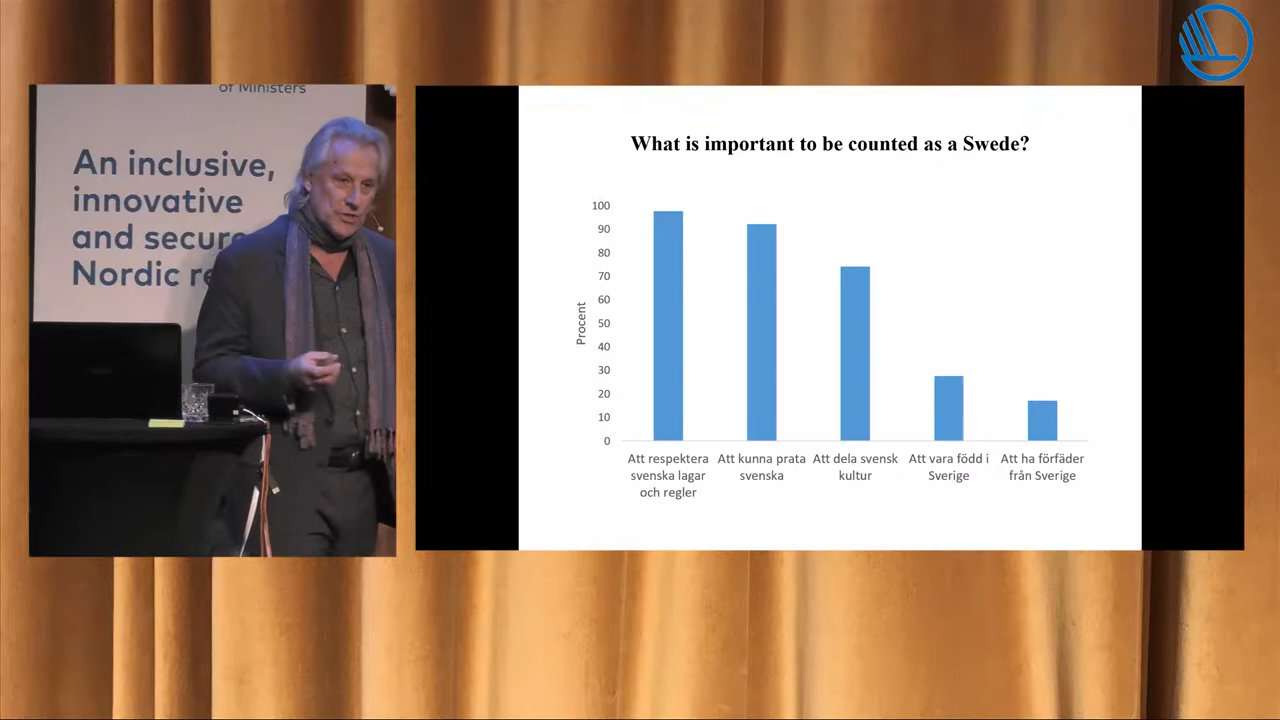 of Ministers
An inclusive,
innovative
and secure
Nordic re
What is important to be counted as a Swede?
100
90
80
70
60
50
40
30
20
10
0
Procent
Att respektera
svenska lagar
och regler
Att kunna prata
svenska
Att dela svensk
kultur
Att vara född i
Sverige
Att ha förfäder
från Sverige